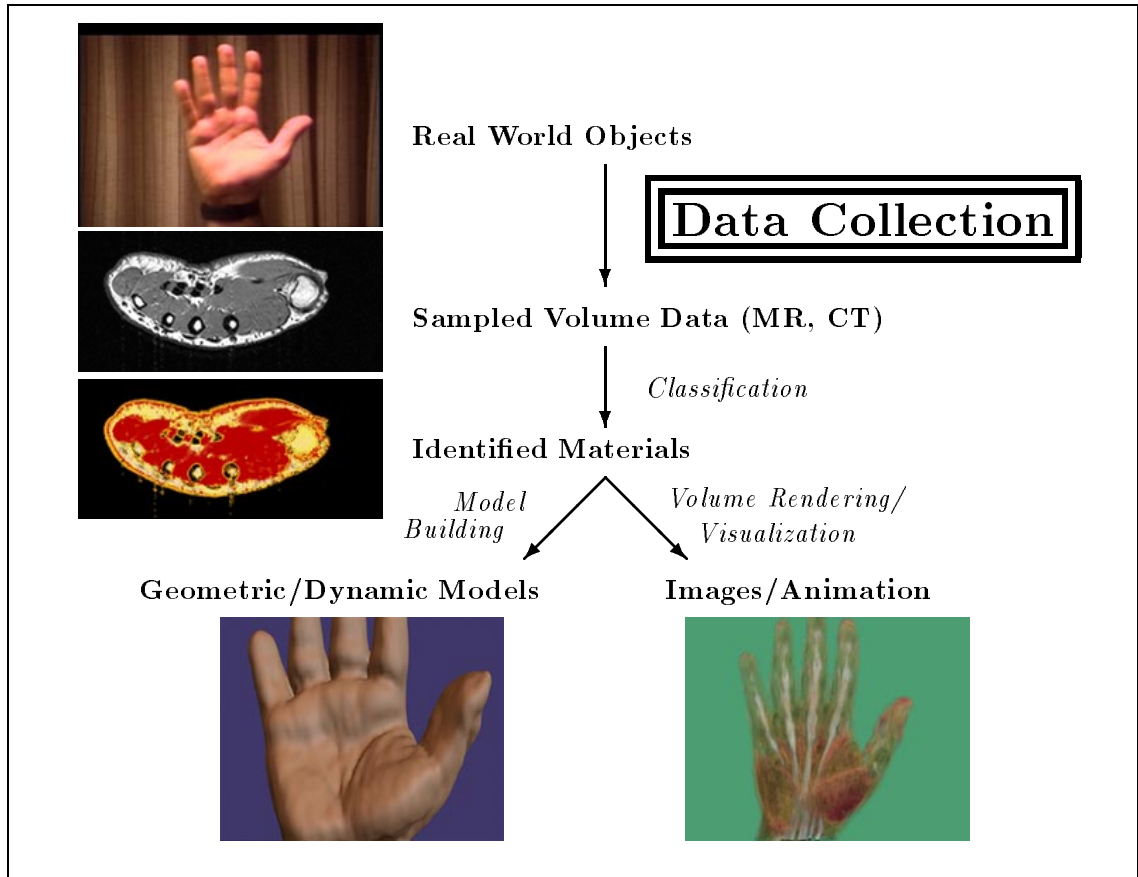 Real World Objects
Data Collection
Sampled Volume Data (MR, CT)
Classification
Identified Materials
Model
Building
Volume Rendering/
Visualization
Geometric/Dynamic Models
Images/Animation